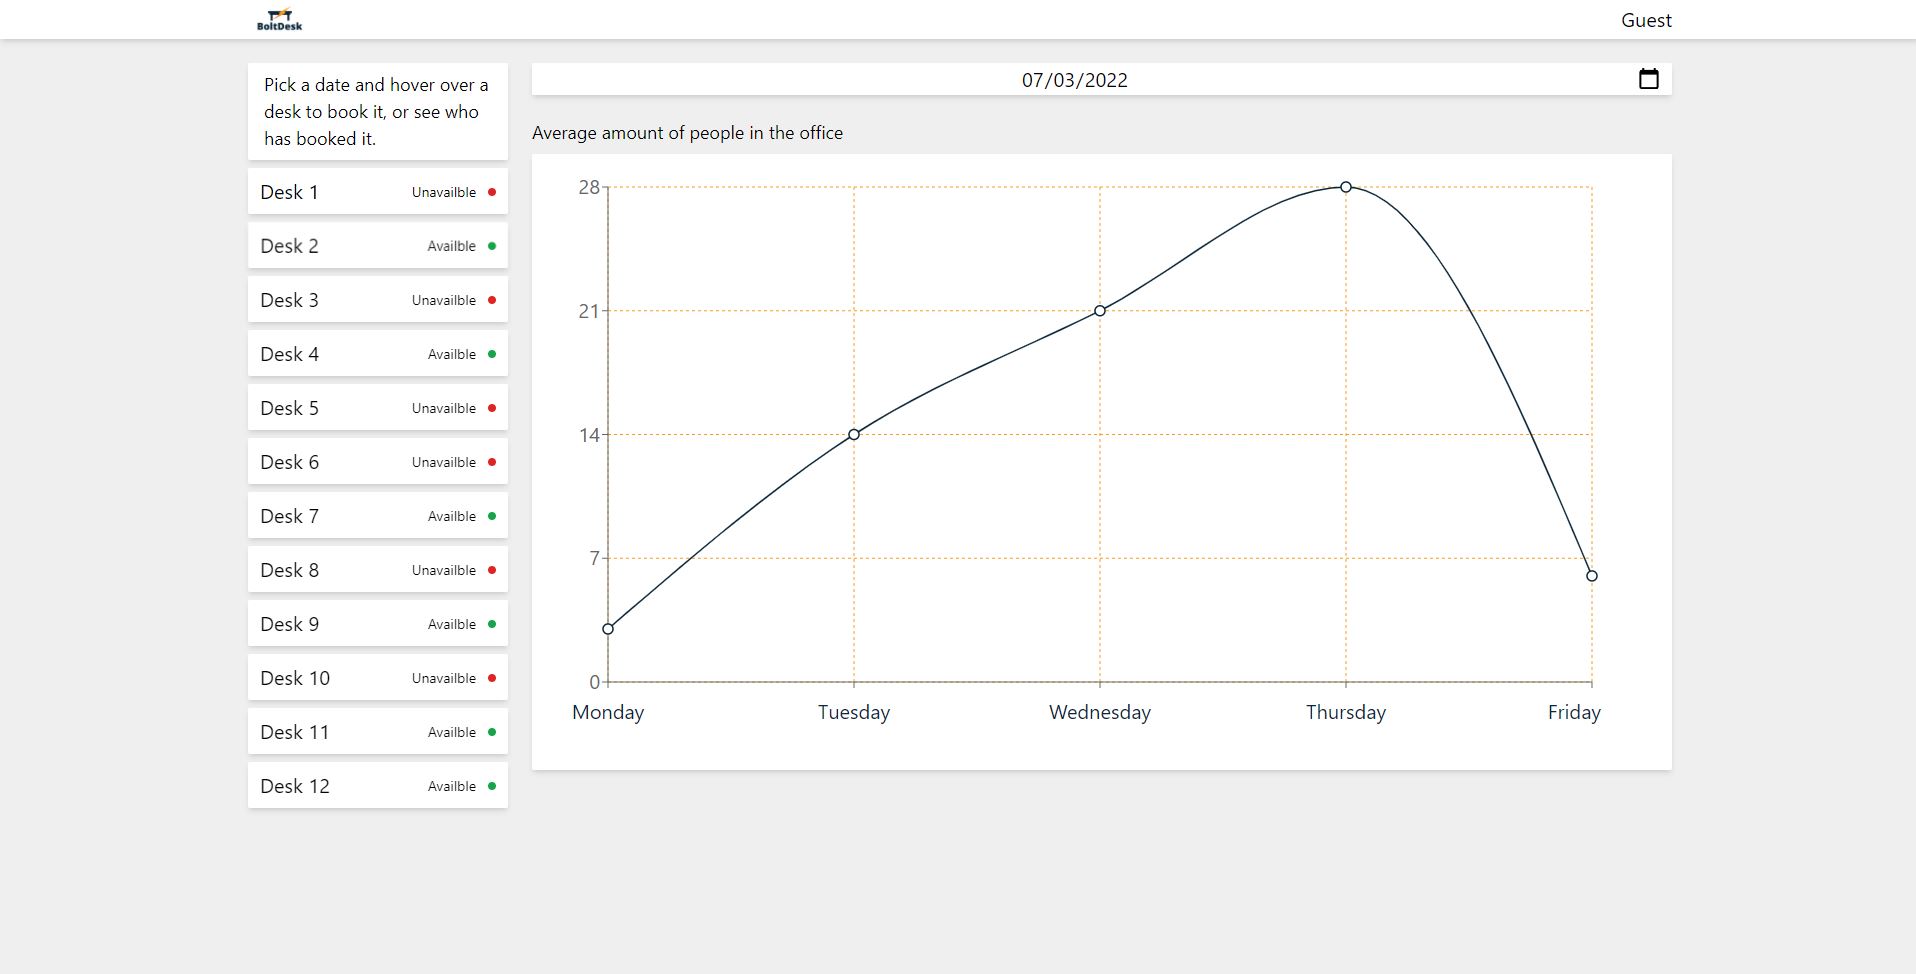 BoltDesk
Guest
Pick a date and hover over a
desk to book it, or see who
has booked it.
Desk 1 Unavailble
Desk 2 Availble
Desk 3 Unavailble
Desk 4 Availble
Desk 5 Unavailble
Desk 6 Unavailble
Desk 7 Availble
Desk 8 Unavailble
Desk 9 Availble
Desk 10 Unavailble
Desk 11 Availble
Desk 12 Availble
07/03/2022
Average amount of people in the office
28
21
14
7
0
Monday Tuesday Wednesday Thursday Friday